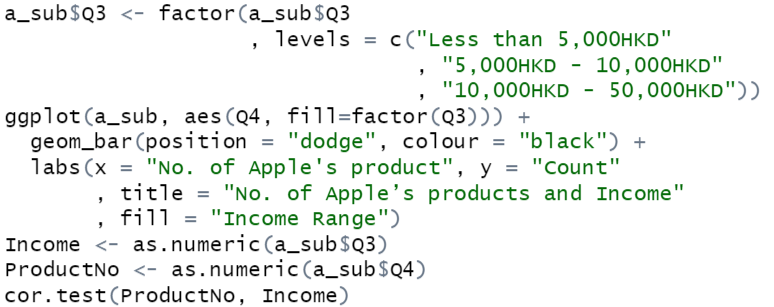 a_sub$Q3 <- factor(a_sub$Q3
, levels = c("Less than 5,000HKD"
, "5,000HKD - 10,000HKD"
, "10,000HKD - 50,000HKD"))
ggplot(a_sub, aes(Q4, fill=factor(Q3))) +
geom_bar(position = "dodge", colour = "black") +
labs(x = "No. of Apple's product", y = "Count"
, title = "No. of Apple’s products and Income"
, fill = "Income Range")
Income <- as.numeric(a_sub$Q3)
ProductNo <- as.numeric(a_sub$Q4)
cor.test(ProductNo, Income)